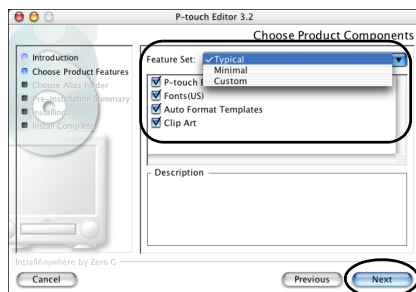 P-touch Editor 3.2
Choose Product Components
Introduction
Choose Product Features
Choose Alias Folder
Pre-Installation Summary
Installing...
Install Complete
Feature Set:
✓Typical
Minimal
Custom
P-touch
Fonts(US)
Auto Format Templates
Clip Art
Description
InstallAnywhere by Zero G
Cancel
Previous
Next